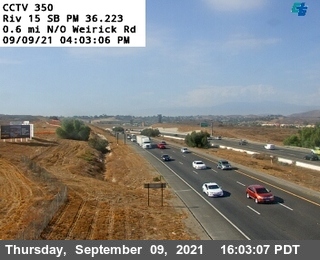 CCTV 350
Riv 15 SB PM 36.223
0.6 mi N/O Weirick Rd
09/09/21 04:03:06 PM
Thursday, September 09, 2021 16:03:07 PDT